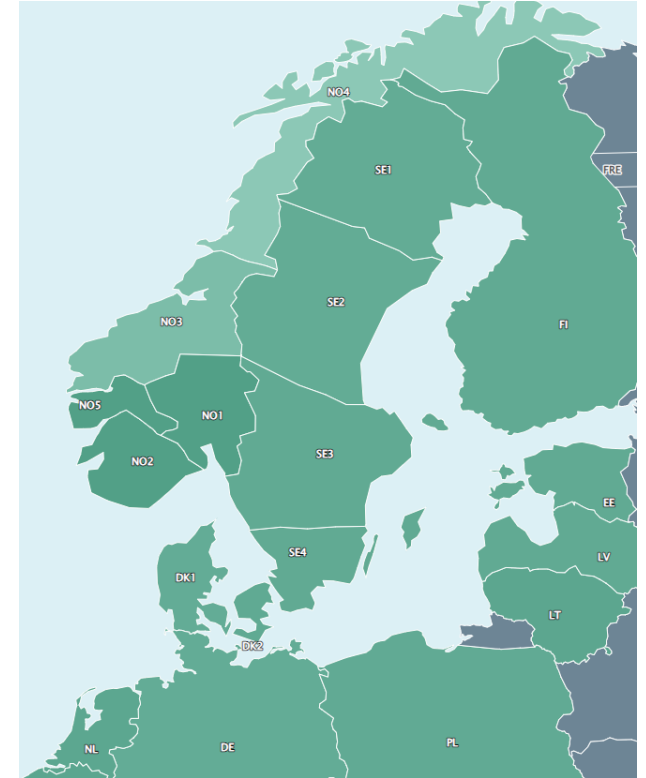 NO4
SE1
FRE
SE2
NO3
FI
NO5
NO1
NO2
SE3
EE
SE4
LV
DK1
LT
DK2
PL
NL
DE